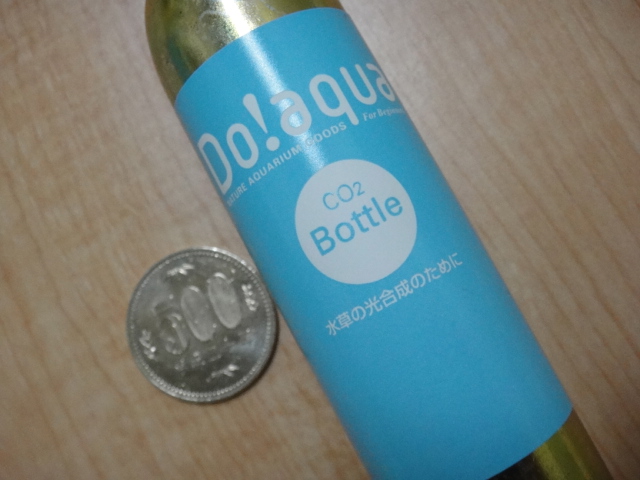 Do!aqua
NATURE AQUARIUM GOODS For Beginners
CO2
Bottle
水草の光合成のために
500